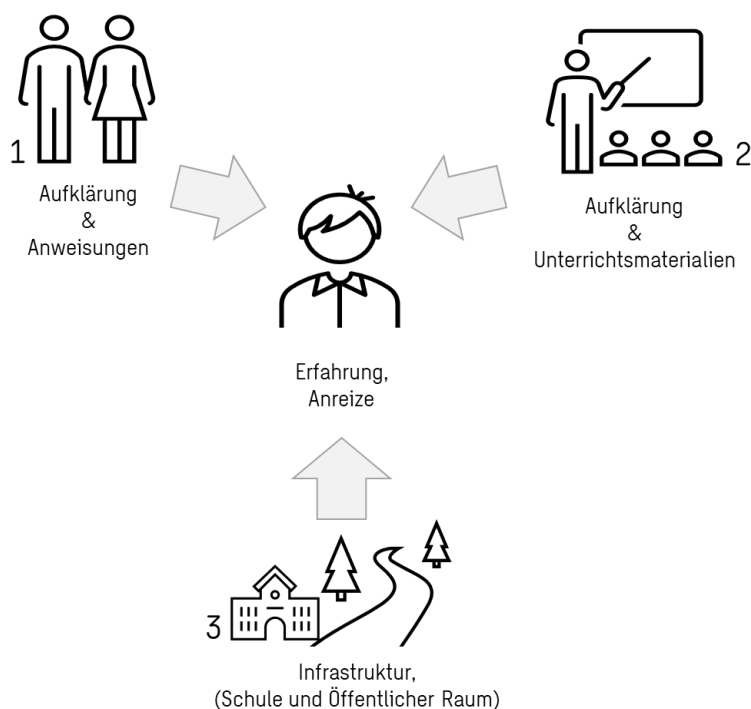 1
Aufklärung
&
Anweisungen
2
Aufklärung
&
Unterrichtsmaterialien
Erfahrung,
Anreize
3
Infrastruktur,
(Schule und Öffentlicher Raum)